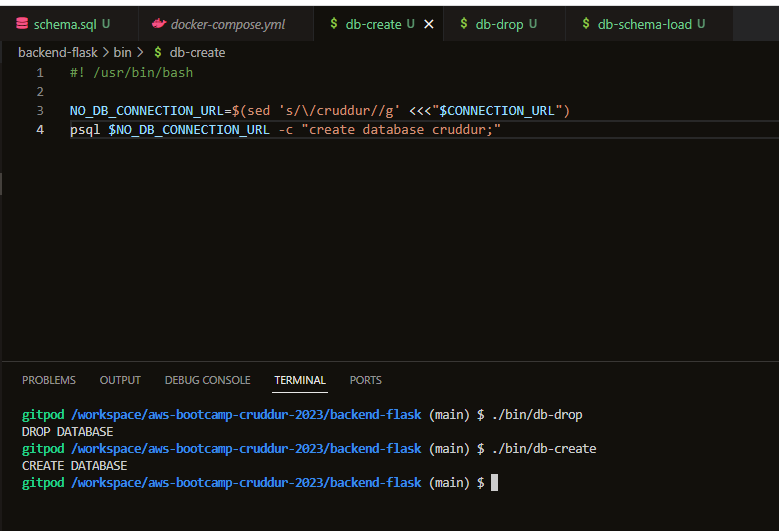 schema.sql U docker-compose.yml $ db-create U $ db-drop U $ db-schema-load U
backend-flask > bin > $ db-create
1 #! /usr/bin/bash
2
3 NO_DB_CONNECTION_URL=$(sed 's/\/cruddur//g' <<<"$CONNECTION_URL")
4 psql $NO_DB_CONNECTION_URL -c "create database cruddur;"
PROBLEMS OUTPUT DEBUG CONSOLE TERMINAL PORTS
gitpod /workspace/aws-bootcamp-cruddur-2023/backend-flask (main) $ ./bin/db-drop
DROP DATABASE
gitpod /workspace/aws-bootcamp-cruddur-2023/backend-flask (main) $ ./bin/db-create
CREATE DATABASE
gitpod /workspace/aws-bootcamp-cruddur-2023/backend-flask (main) $